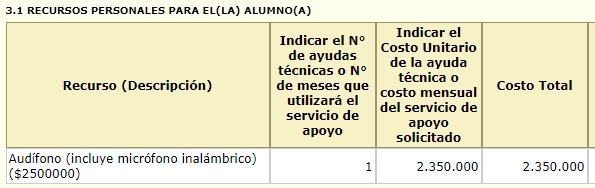 3.1 RECURSOS PERSONALES PARA EL(LA) ALUMNO(A)
Recurso (Descripción)
Indicar el N°
de ayudas
técnicas o N°
de meses que
utilizará el
servicio de
apoyo
Indicar el
Costo Unitario
de la ayuda
técnica o
costo mensual
del servicio de
apoyo
solicitado
Costo Total
Audífono (incluye micrófono inalámbrico)
($2500000)
1
2.350.000
2.350.000